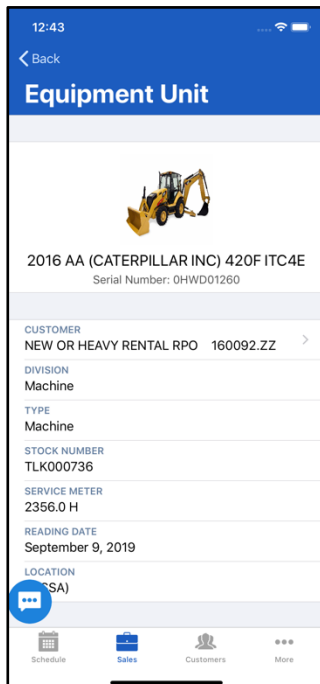 12:43
Back
Equipment Unit
2016 AA (CATERPILLAR INC) 420F ITC4E
Serial Number: 0HWD01260
CUSTOMER
NEW OR HEAVY RENTAL RPO 160092.ZZ
DIVISION
Machine
TYPE
Machine
STOCK NUMBER
TLK000736
SERVICE METER
2356.0 H
READING DATE
September 9, 2019
LOCATION
SSA)
Schedule Sales Customers More